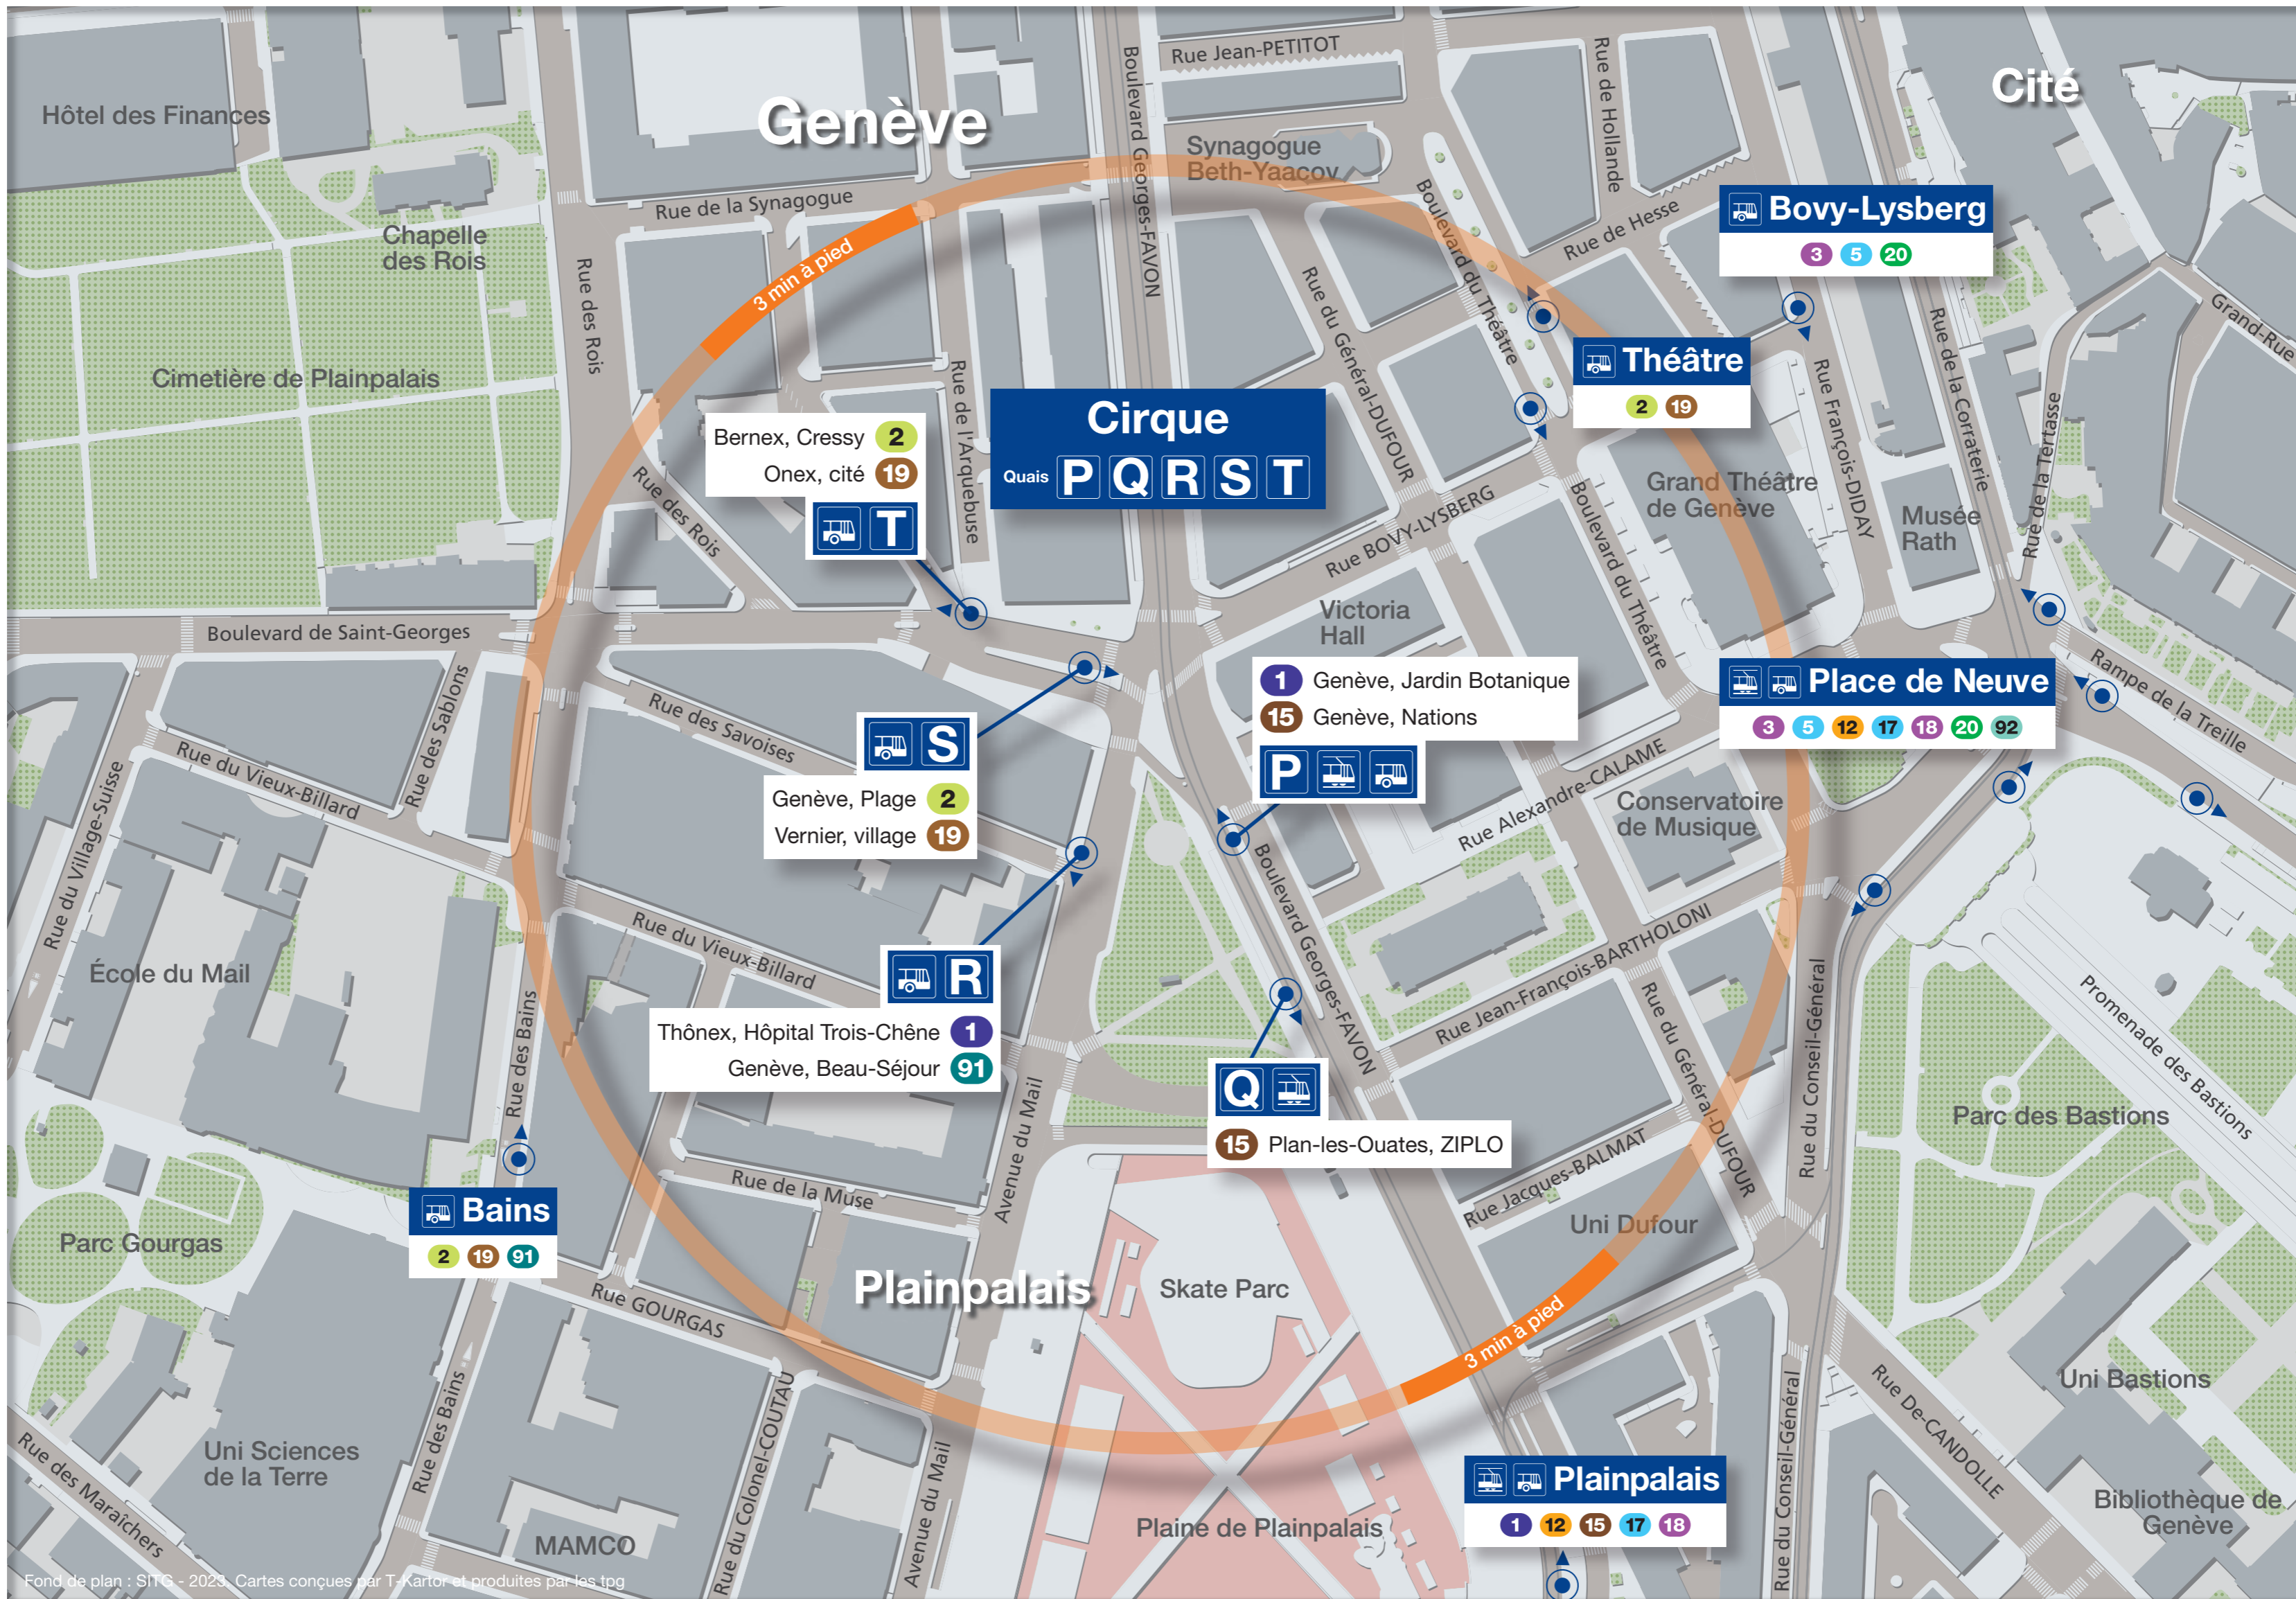 Rue Jean-PETITOT
Boulevard Georges-FAVON
Rue de Hollande
Cité
Hôtel des Finances
Genève
Synagogue
Beth-Yaacov
Rue de la Synagogue
Boulevard du Théâtre
Rue de Hesse
Bovy-Lysberg
3 5 20
Chapelle
des Rois
3 min à pied
Rue des Rois
Rue du Général-DUFOUR
Grand-Rue
Rue de la Corraterie
Cimetière de Plainpalais
Rue de l'Arquebuse
Théâtre
2 19
Rue François-DIDAY
Rue de la Tertasse
Cirque
Quais P Q R S T
Bernex, Cressy 2
Onex, cité 19
T
Rue des Rois
Rue BOVY-LYSBERG
Boulevard du Théâtre
Grand Théâtre
de Genève
Musée
Rath
Boulevard de Saint-Georges
Victoria
Hall
Rue des Sablons
Rue des Savoises
1 Genève, Jardin Botanique
15 Genève, Nations
P
Place de Neuve
3 5 12 17 18 20 92
Rampe de la Treille
S
Genève, Plage 2
Vernier, village 19
Rue du Vieux-Billard
Rue du Village-Suisse
Rue Alexandre-CALAME
Conservatoire
de Musique
Boulevard Georges-FAVON
Rue du Vieux-Billard
École du Mail
R
Thônex, Hôpital Trois-Chêne 1
Genève, Beau-Séjour 91
Rue Jean-François-BARTHOLONI
Rue du Général-DUFOUR
Rue du Conseil-Général
Promenade des Bastions
Rue des Bains
Avenue du Mail
Q
15 Plan-les-Ouates, ZIPLO
Parc des Bastions
Rue Jacques-BALMAT
Rue de la Muse
Bains
2 19 91
Parc Gourgas
Uni Dufour
Plainpalais
Skate Parc
Rue GOURGAS
3 min à pied
Uni Bastions
Rue De-CANDOLLE
Rue du Conseil-Général
Rue des Bains
Uni Sciences
de la Terre
Rue des Maraîchers
Rue du Colonel-COUTAU
Avenue du Mail
MAMCO
Plaine de Plainpalais
Plainpalais
1 12 15 17 18
Bibliothèque de
Genève
Fond de plan : SITG - 2023. Cartes conçues par T-Kartor et produites par les tpg